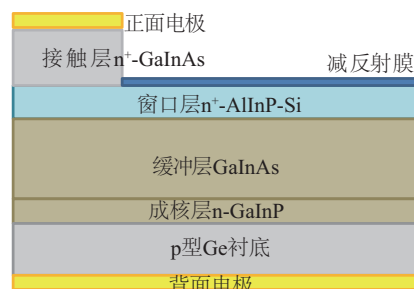 正面电极
接触层n⁺-GaInAs
减反射膜
窗口层n⁺-AlInP-Si
缓冲层GaInAs
成核层n-GaInP
p型Ge衬底
背面电极